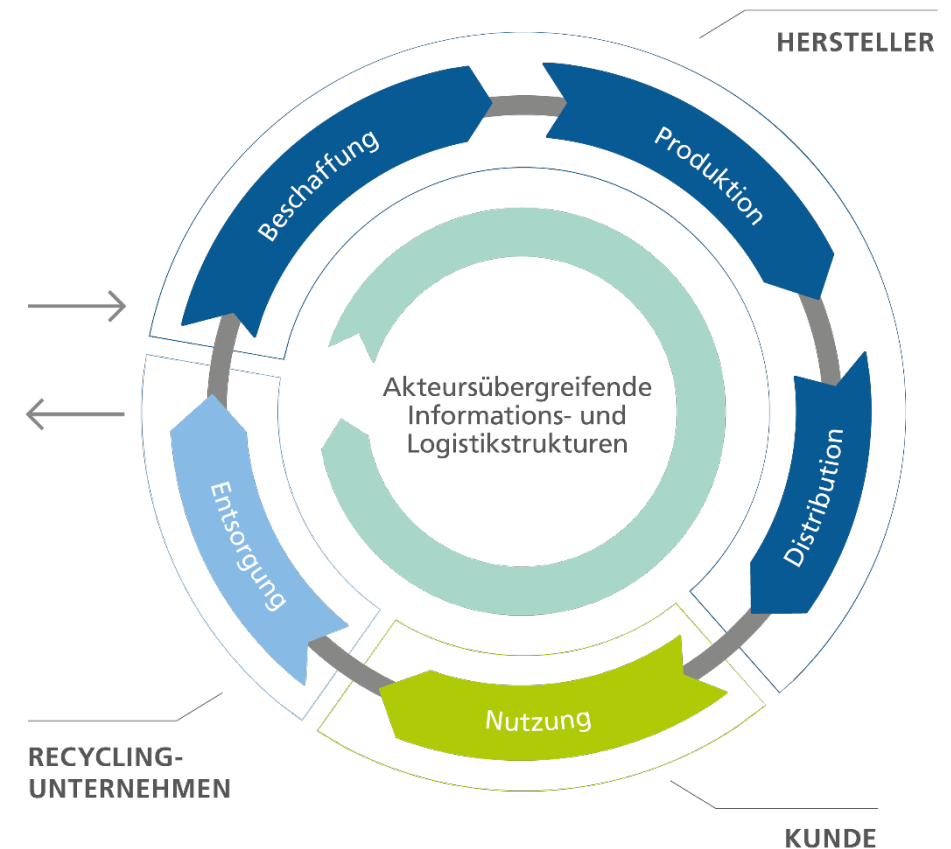 HERSTELLER
Beschaffung
Produktion
Akteursübergreifende
Informations- und
Logistikstrukturen
Distribution
Entsorgung
Nutzung
RECYCLING-
UNTERNEHMEN
KUNDE